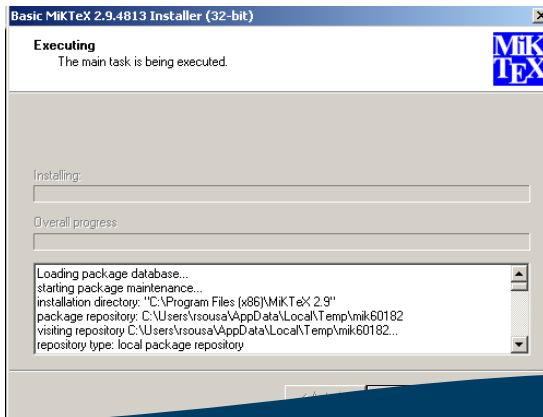 Basic MiKTeX 2.9.4813 Installer (32-bit)
Executing
The main task is being executed.
MiK
TEX
Installing:
Overall progress
Loading package database...
starting package maintenance...
installation directory: "C:\Program Files (x86)\MiKTeX 2.9"
package repository: C:\Users\rsousa\AppData\Local\Temp\mik60182
visiting repository C:\Users\rsousa\AppData\Local\Temp\mik60182...
repository type: local package repository